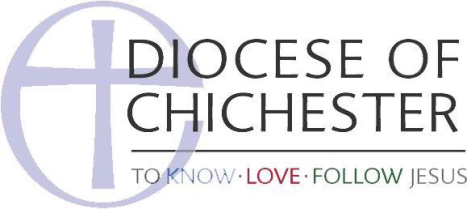 DIOCESE OF
CHICHESTER
TO KNOW·LOVE·FOLLOW JESUS